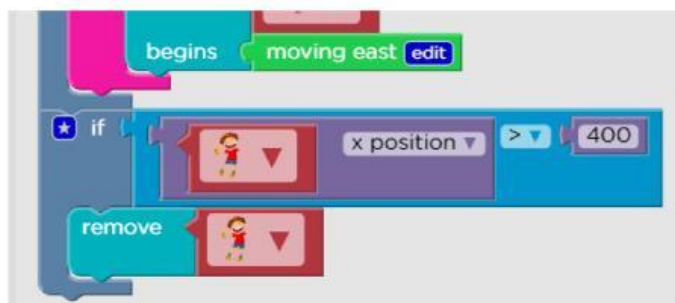 begins moving east edit
if x position > 400
remove